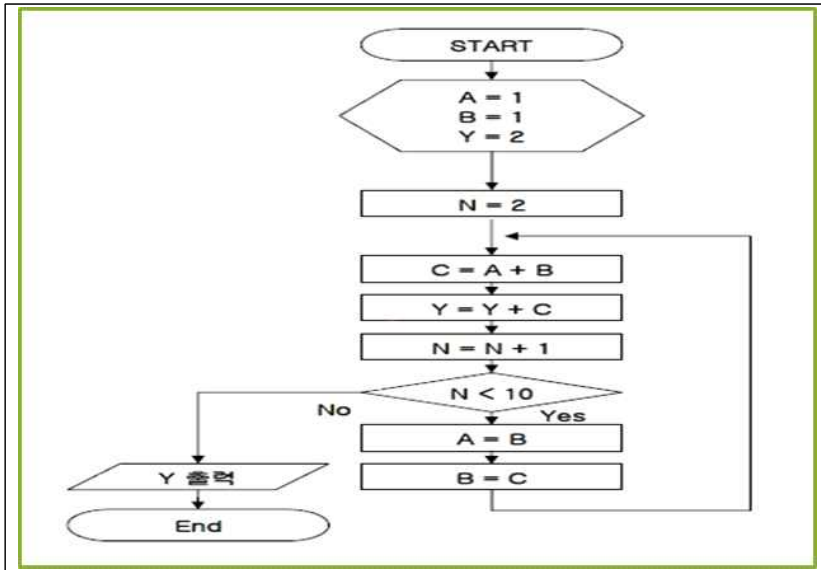 START
A = 1
B = 1
Y = 2
N = 2
C = A + B
Y = Y + C
N = N + 1
N < 10
No
Yes
A = B
Y 출력
B = C
End